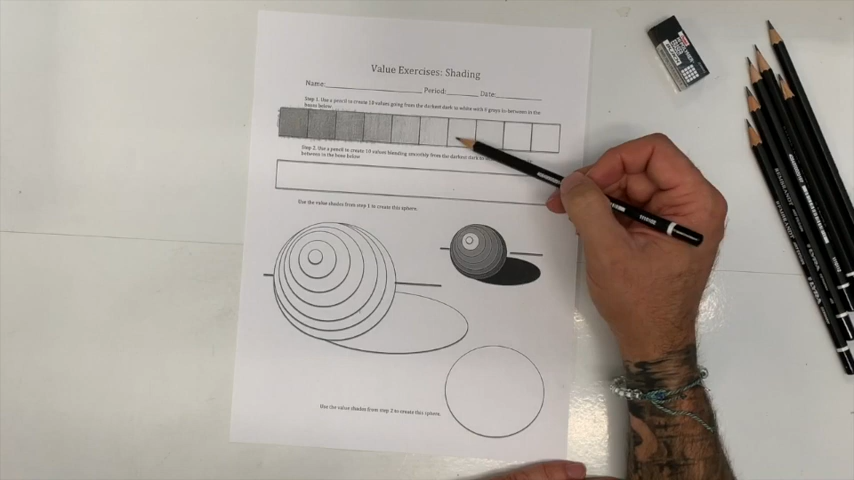 Value Exercises: Shading
Name: Period: Date:
Step 1. Use a pencil to create 10 values going from the darkest dark to white with 8 grays in-between in the
boxes below.
Step 2. Use a pencil to create 10 values blending smoothly from the darkest dark to
between in the boxe below
Use the value shades from step 1 to create this sphere.
Use the value shades from step 2 to create this sphere.